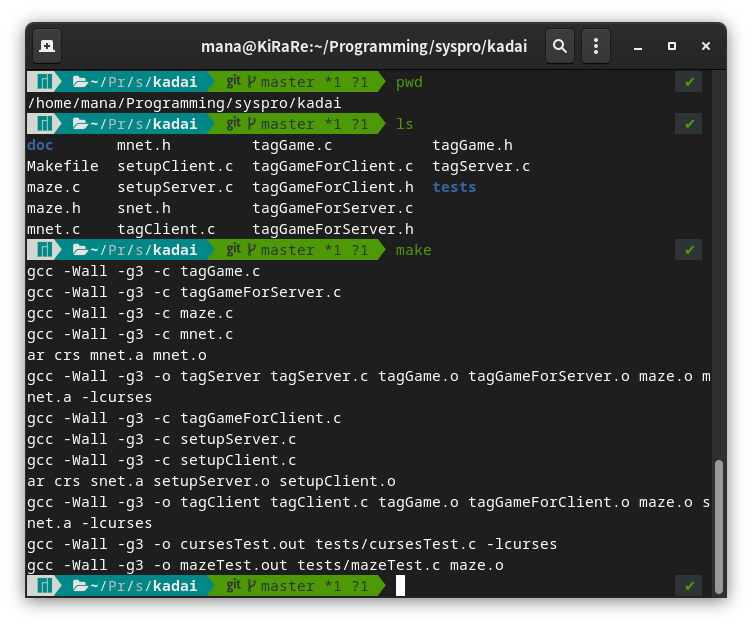 mana@KiRaRe:~/Programming/syspro/kadai
~/Pr/s/kadai git master *1 ?1 pwd ✔
/home/mana/Programming/syspro/kadai
~/Pr/s/kadai git master *1 ?1 ls ✔
doc mnet.h tagGame.c tagGame.h
Makefile setupClient.c tagGameForClient.c tagServer.c
maze.c setupServer.c tagGameForClient.h tests
maze.h snet.h tagGameForServer.c
mnet.c tagClient.c tagGameForServer.h
~/Pr/s/kadai git master *1 ?1 make ✔
gcc -Wall -g3 -c tagGame.c
gcc -Wall -g3 -c tagGameForServer.c
gcc -Wall -g3 -c maze.c
gcc -Wall -g3 -c mnet.c
ar crs mnet.a mnet.o
gcc -Wall -g3 -o tagServer tagServer.c tagGame.o tagGameForServer.o maze.o m
net.a -lcurses
gcc -Wall -g3 -c tagGameForClient.c
gcc -Wall -g3 -c setupServer.c
gcc -Wall -g3 -c setupClient.c
ar crs snet.a setupServer.o setupClient.o
gcc -Wall -g3 -o tagClient tagClient.c tagGame.o tagGameForClient.o maze.o s
net.a -lcurses
gcc -Wall -g3 -o cursesTest.out tests/cursesTest.c -lcurses
gcc -Wall -g3 -o mazeTest.out tests/mazeTest.c maze.o
~/Pr/s/kadai git master *1 ?1 ✔